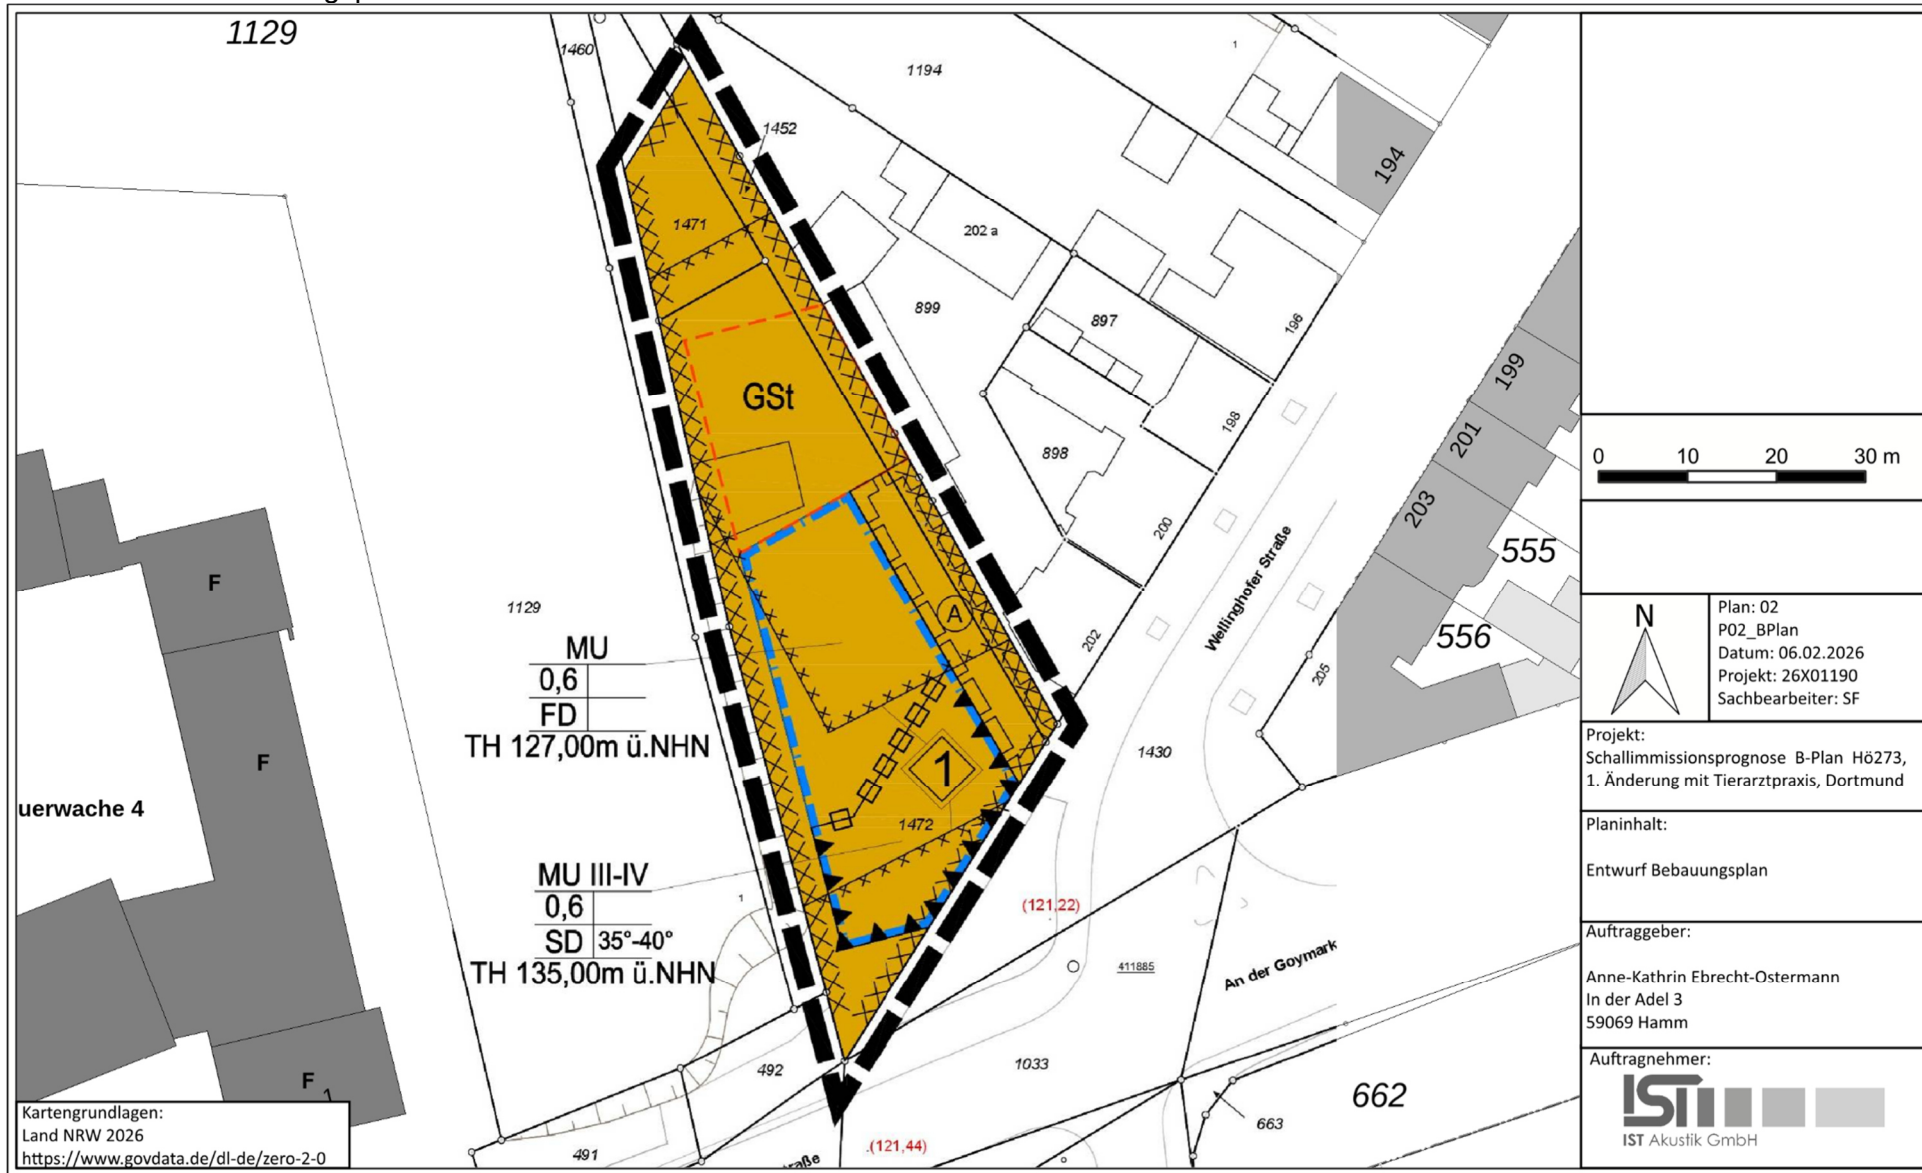 1129
1460
1194
1
1452
194
1471
202 a
899
897
196
199
GSt
198
201
898
203
200
555
Wellinghofer Straße
F
1129
A
202
556
205
MU
0,6
FD
TH 127,00m ü.NHN
1430
F
1
uerwache 4
1472
MU III-IV
0,6
SD 35°-40°
TH 135,00m ü.NHN
1
(121,22)
411885
An der Goymark
492
1033
F
1
662
663
491
(121,44)
raße
Kartengrundlagen:
Land NRW 2026
https://www.govdata.de/dl-de/zero-2-0
0 10 20 30 m
N
Plan: 02
P02_BPlan
Datum: 06.02.2026
Projekt: 26X01190
Sachbearbeiter: SF
Projekt:
Schallimmissionsprognose B-Plan Hö273,
1. Änderung mit Tierarztpraxis, Dortmund
Planinhalt:
Entwurf Bebauungsplan
Auftraggeber:
Anne-Kathrin Ebrecht-Ostermann
In der Adel 3
59069 Hamm
Auftragnehmer:
IST
IST Akustik GmbH